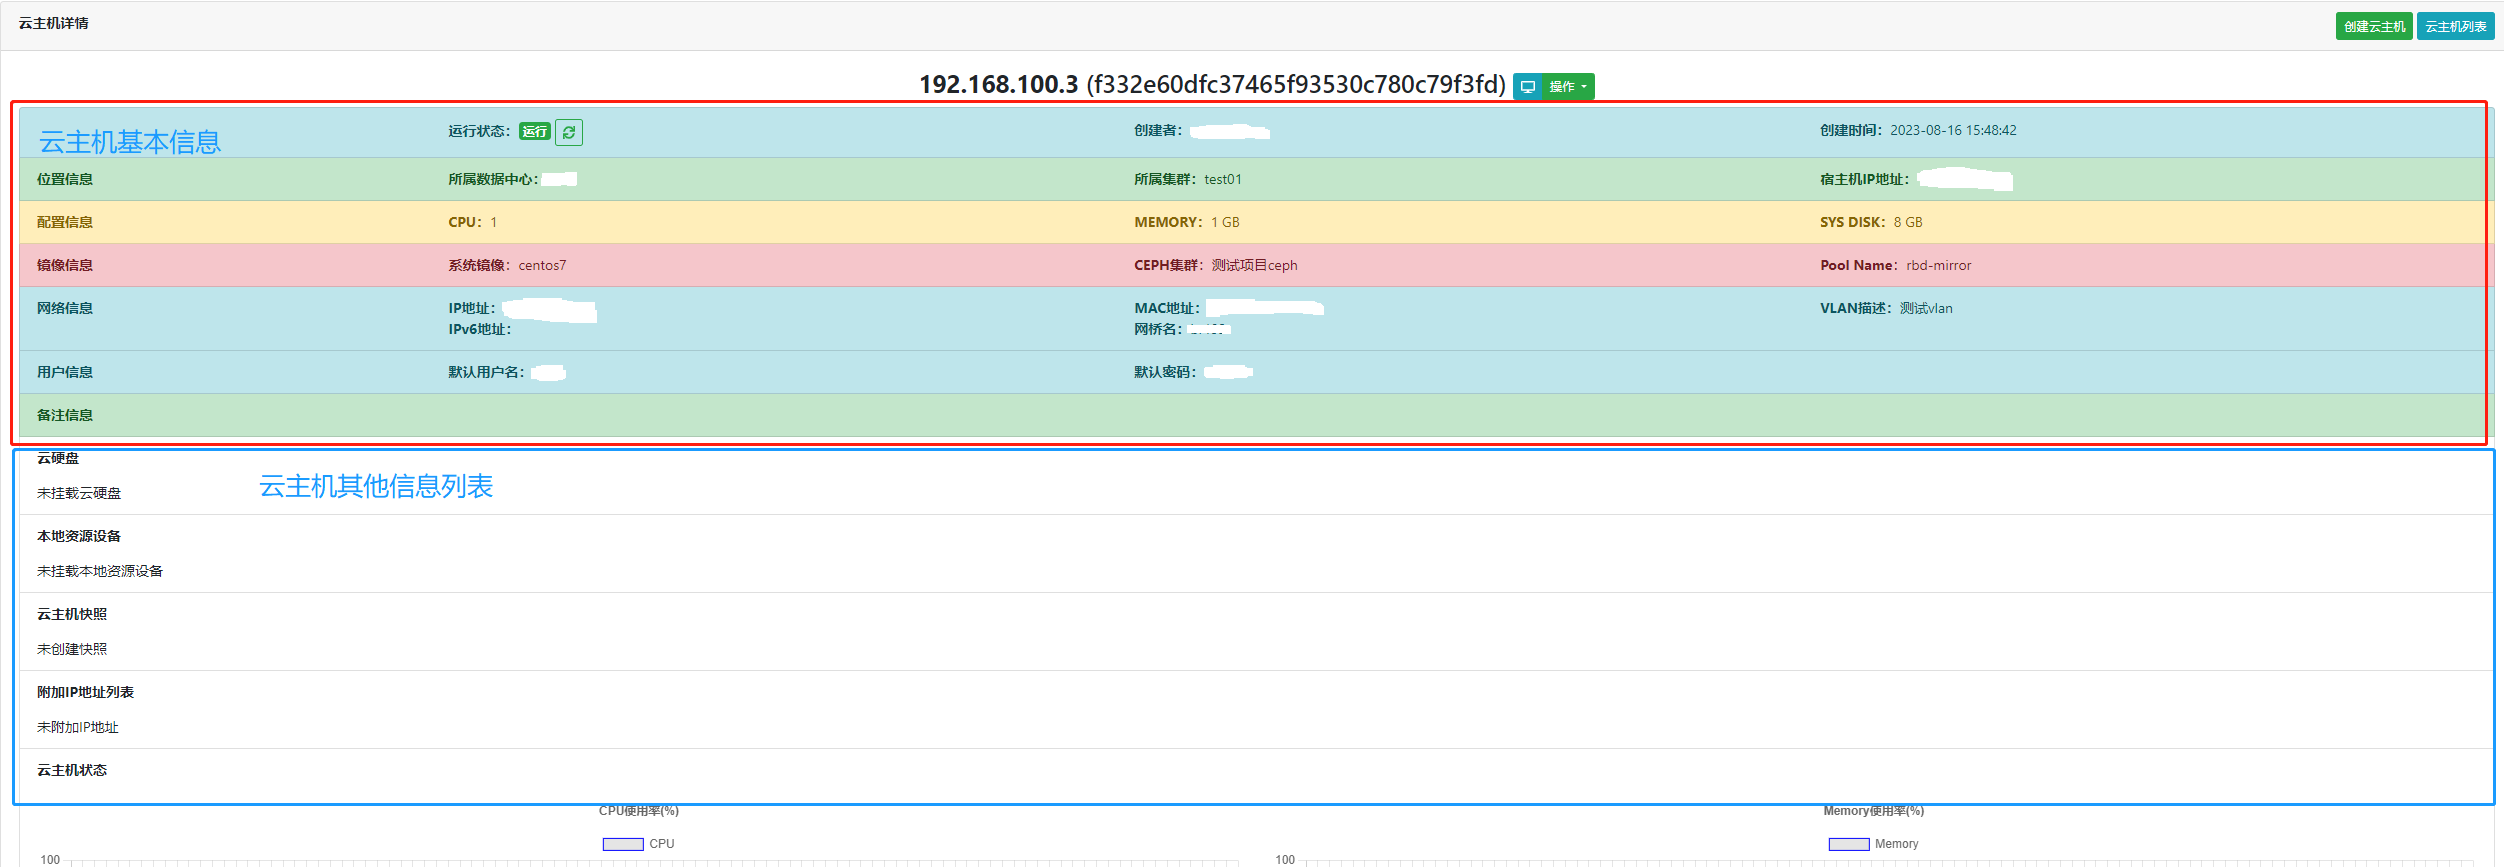 云主机详情
创建云主机 云主机列表
192.168.100.3 (f332e60dfc37465f93530c780c79f3fd) 操作
云主机基本信息 运行状态： 运行 创建者： 创建时间：2023-08-16 15:48:42
位置信息 所属数据中心： 所属集群：test01 宿主机IP地址：
配置信息 CPU：1 MEMORY：1 GB SYS DISK：8 GB
镜像信息 系统镜像：centos7 CEPH集群：测试项目ceph Pool Name：rbd-mirror
网络信息 IP地址： MAC地址： VLAN描述：测试vlan
IPv6地址： 网桥名：
用户信息 默认用户名： 默认密码：
备注信息
云硬盘
云主机其他信息列表
未挂载云硬盘
本地资源设备
未挂载本地资源设备
云主机快照
未创建快照
附加IP地址列表
未附加IP地址
云主机状态
CPU使用率(%) Memory使用率(%)
CPU Memory
100 100